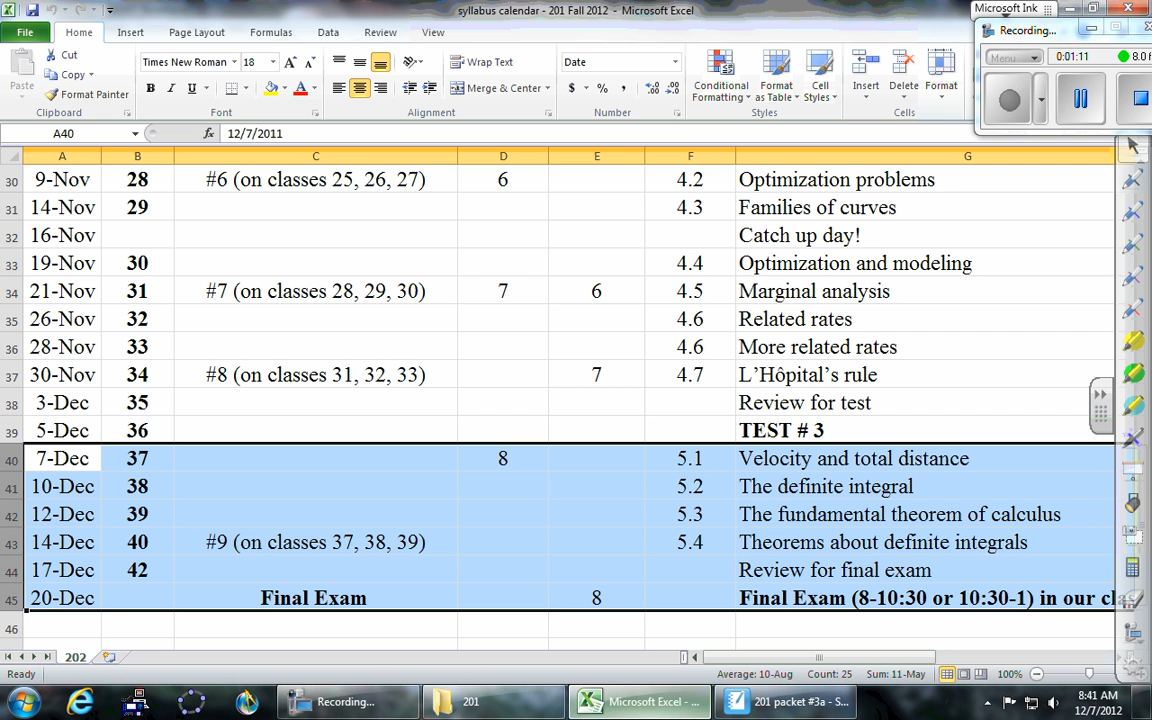 syllabus calendar - 201 Fall 2012 - Microsoft Excel
Microsoft Ink
Recording...
Menu
0:01:11
8.0 f
File Home Insert Page Layout Formulas Data Review View
Paste
Cut
Copy
Format Painter
Clipboard
Times New Roman 18
B I U
Font
Wrap Text
Merge & Center
Alignment
Date
$ % ,
Number
Conditional Formatting
Format as Table
Cell Styles
Styles
Insert Delete Format
Cells
A40 fx 12/7/2011
A B C D E F G
30 9-Nov 28 #6 (on classes 25, 26, 27) 6 4.2 Optimization problems
31 14-Nov 29 4.3 Families of curves
32 16-Nov Catch up day!
33 19-Nov 30 4.4 Optimization and modeling
34 21-Nov 31 #7 (on classes 28, 29, 30) 7 6 4.5 Marginal analysis
35 26-Nov 32 4.6 Related rates
36 28-Nov 33 4.6 More related rates
37 30-Nov 34 #8 (on classes 31, 32, 33) 7 4.7 L’Hôpital’s rule
38 3-Dec 35 Review for test
39 5-Dec 36 TEST # 3
40 7-Dec 37 8 5.1 Velocity and total distance
41 10-Dec 38 5.2 The definite integral
42 12-Dec 39 5.3 The fundamental theorem of calculus
43 14-Dec 40 #9 (on classes 37, 38, 39) 5.4 Theorems about definite integrals
44 17-Dec 42 Review for final exam
45 20-Dec Final Exam 8 Final Exam (8-10:30 or 10:30-1) in our cl
46
202
Ready Average: 10-Aug Count: 25 Sum: 11-May 100%
Recording... 201 Microsoft Excel - ... 201 packet #3a - S...
8:41 AM
12/7/2012